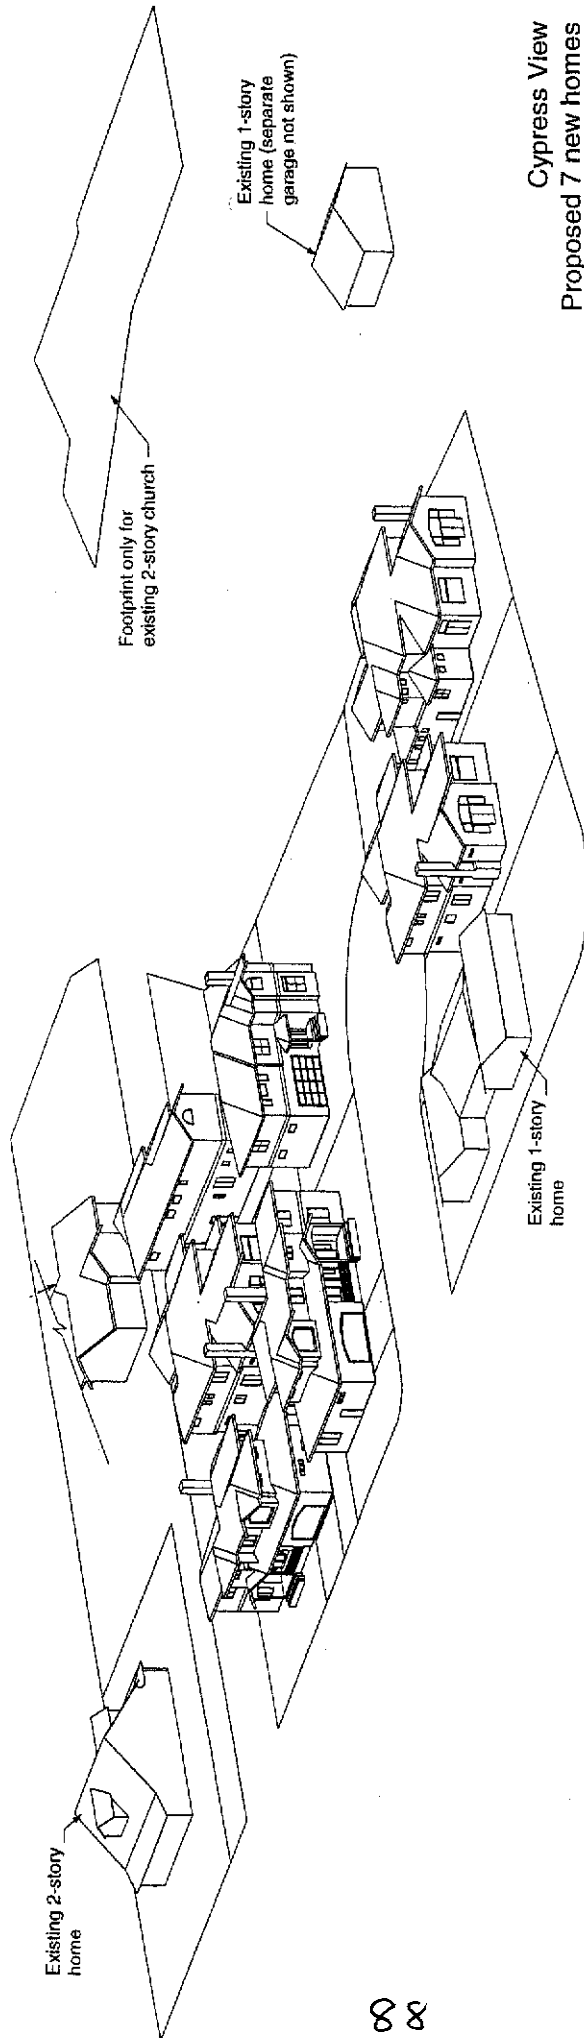 Existing 2-story
home
Footprint only for
existing 2-story church
Existing 1-story
home (separate
garage not shown)
Existing 1-story
home
Cypress View
Proposed 7 new homes
88